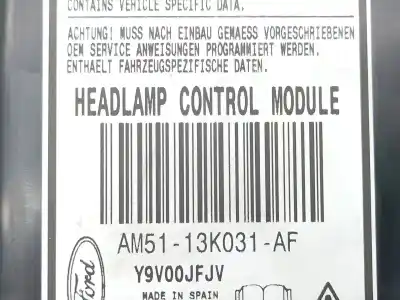 CONTAINS VEHICLE SPECIFIC DATA.
ACHTUNG! MUSS NACH EINBAU GEMAESS VORGESCHRIEBENEN
OEM SERVICE ANWEISUNGEN PROGRAMMIERT WERDEN.
ENTHAELT FAHRZEUGSPEZIFISCHE DATEN.
HEADLAMP CONTROL MODULE
AM51-13K031-AF
Y9V00JFJV
Ford
MADE IN SPAIN